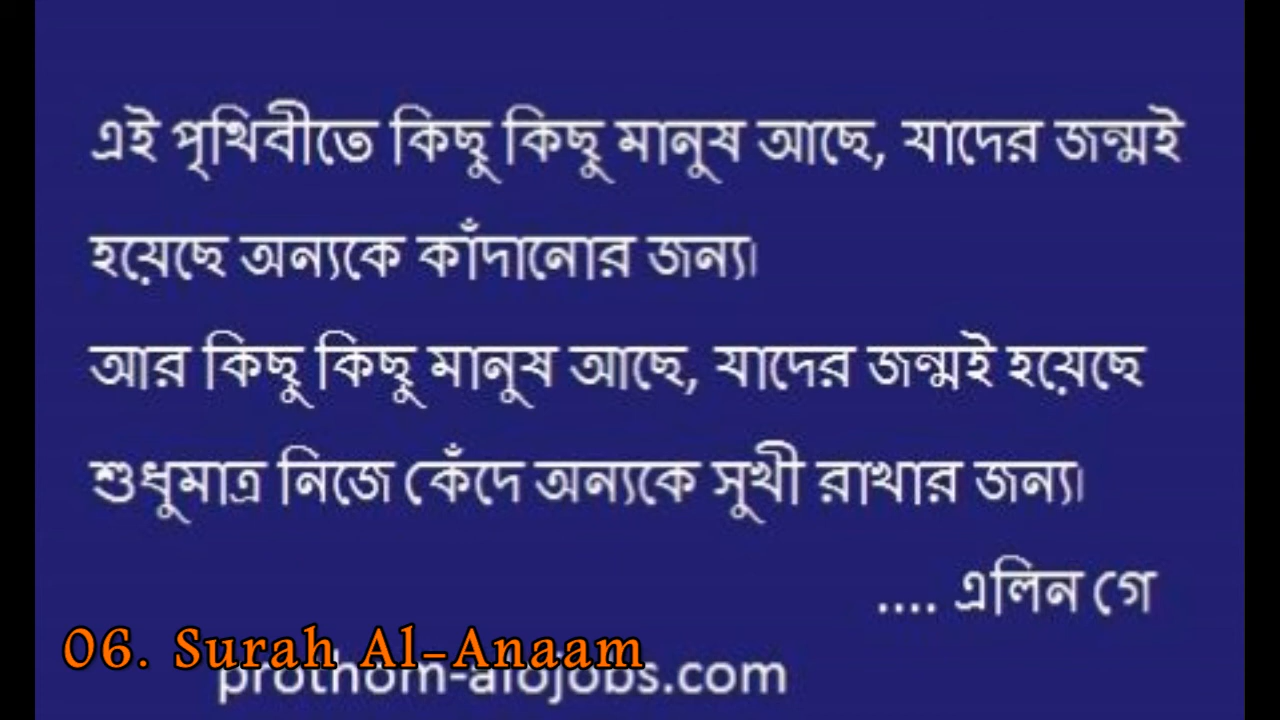 এই পৃথিবীতে কিছু কিছু মানুষ আছে, যাদের জন্মই
হয়েছে অন্যকে কাঁদানোর জন্য।
আর কিছু কিছু মানুষ আছে, যাদের জন্মই হয়েছে
শুধুমাত্র নিজে কেঁদে অন্যকে সুখী রাখার জন্য।
.... এলিন গে
06. Surah Al-Anaam
prothom-alojobs.com